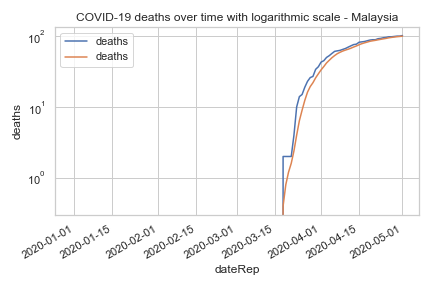 COVID-19 deaths over time with logarithmic scale - Malaysia
deaths
deaths
10²
10¹
10⁰
deaths
2020-01-01
2020-01-15
2020-02-01
2020-02-15
2020-03-01
2020-03-15
2020-04-01
2020-04-15
2020-05-01
dateRep